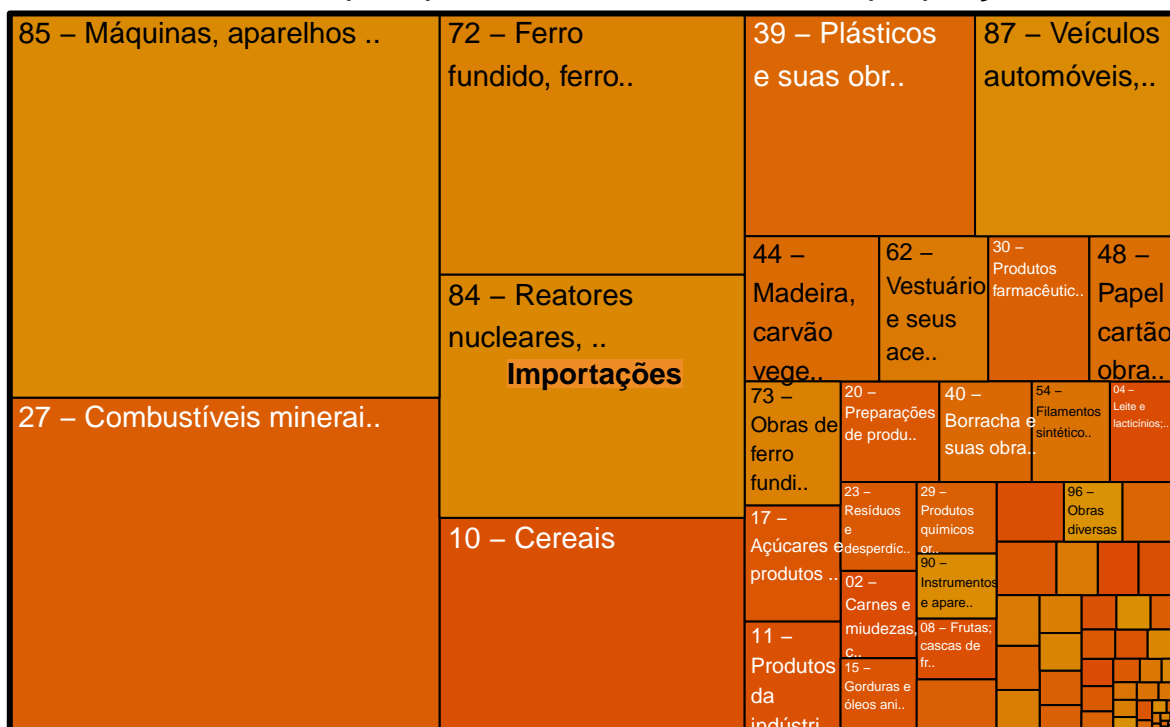 85 – Máquinas, aparelhos ..
72 – Ferro
fundido, ferro..
39 – Plásticos
e suas obr..
87 – Veículos
automóveis,..
27 – Combustíveis minerai..
84 – Reatores
nucleares, ..
Importações
10 – Cereais
44 –
Madeira,
carvão
vege..
62 –
Vestuário
e seus
ace..
30 –
Produtos
farmacêutic..
48 –
Papel
cartão
obra..
73 –
Obras de
ferro
fundi..
20 –
Preparações
de produ..
40 –
Borracha e
suas obra..
54 –
Filamentos
sintético..
04 –
Leite e
lacticínios;..
17 –
Açúcares e
produtos ..
23 –
Resíduos
e
desperdíc..
29 –
Produtos
químicos
or..
96 –
Obras
diversas
90 –
Instrumentos
e apare..
02 –
Carnes e
miudezas,
c..
08 – Frutas;
cascas de
fr..
11 –
Produtos
da
indústri
15 –
Gorduras e
óleos ani..